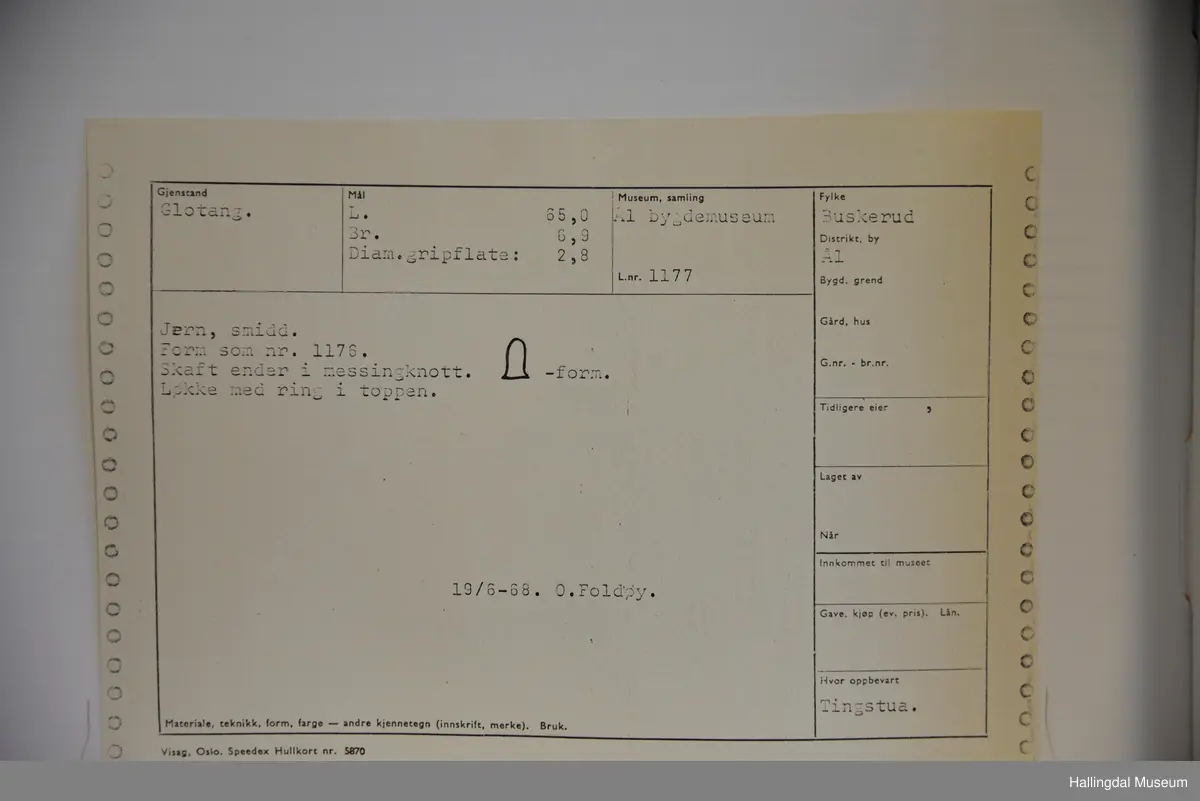 Gjenstand
Glotang.
Mål
L. 65,0
Br. 6,9
Diam.gripflate: 2,8
Museum, samling
Ål bygdemuseum
L.nr. 1177
Fylke
Buskerud
Distrikt, by
Ål
Bygd, grend
Gård, hus
G.nr. - br.nr.
Tidligere eier
Laget av
Når
Innkommet til museet
Gave, kjøp (ev. pris). Lån.
Hvor oppbevart
Tingstua.
Jern, smidd.
Form som nr. 1176.
Skaft ender i messingknott. -form.
Løkke med ring i toppen.
19/6-68. O.Foldøy.
Materiale, teknikk, form, farge — andre kjennetegn (innskrift, merke). Bruk.
Visag, Oslo. Speedex Hullkort nr. 5870
Hallingdal Museum